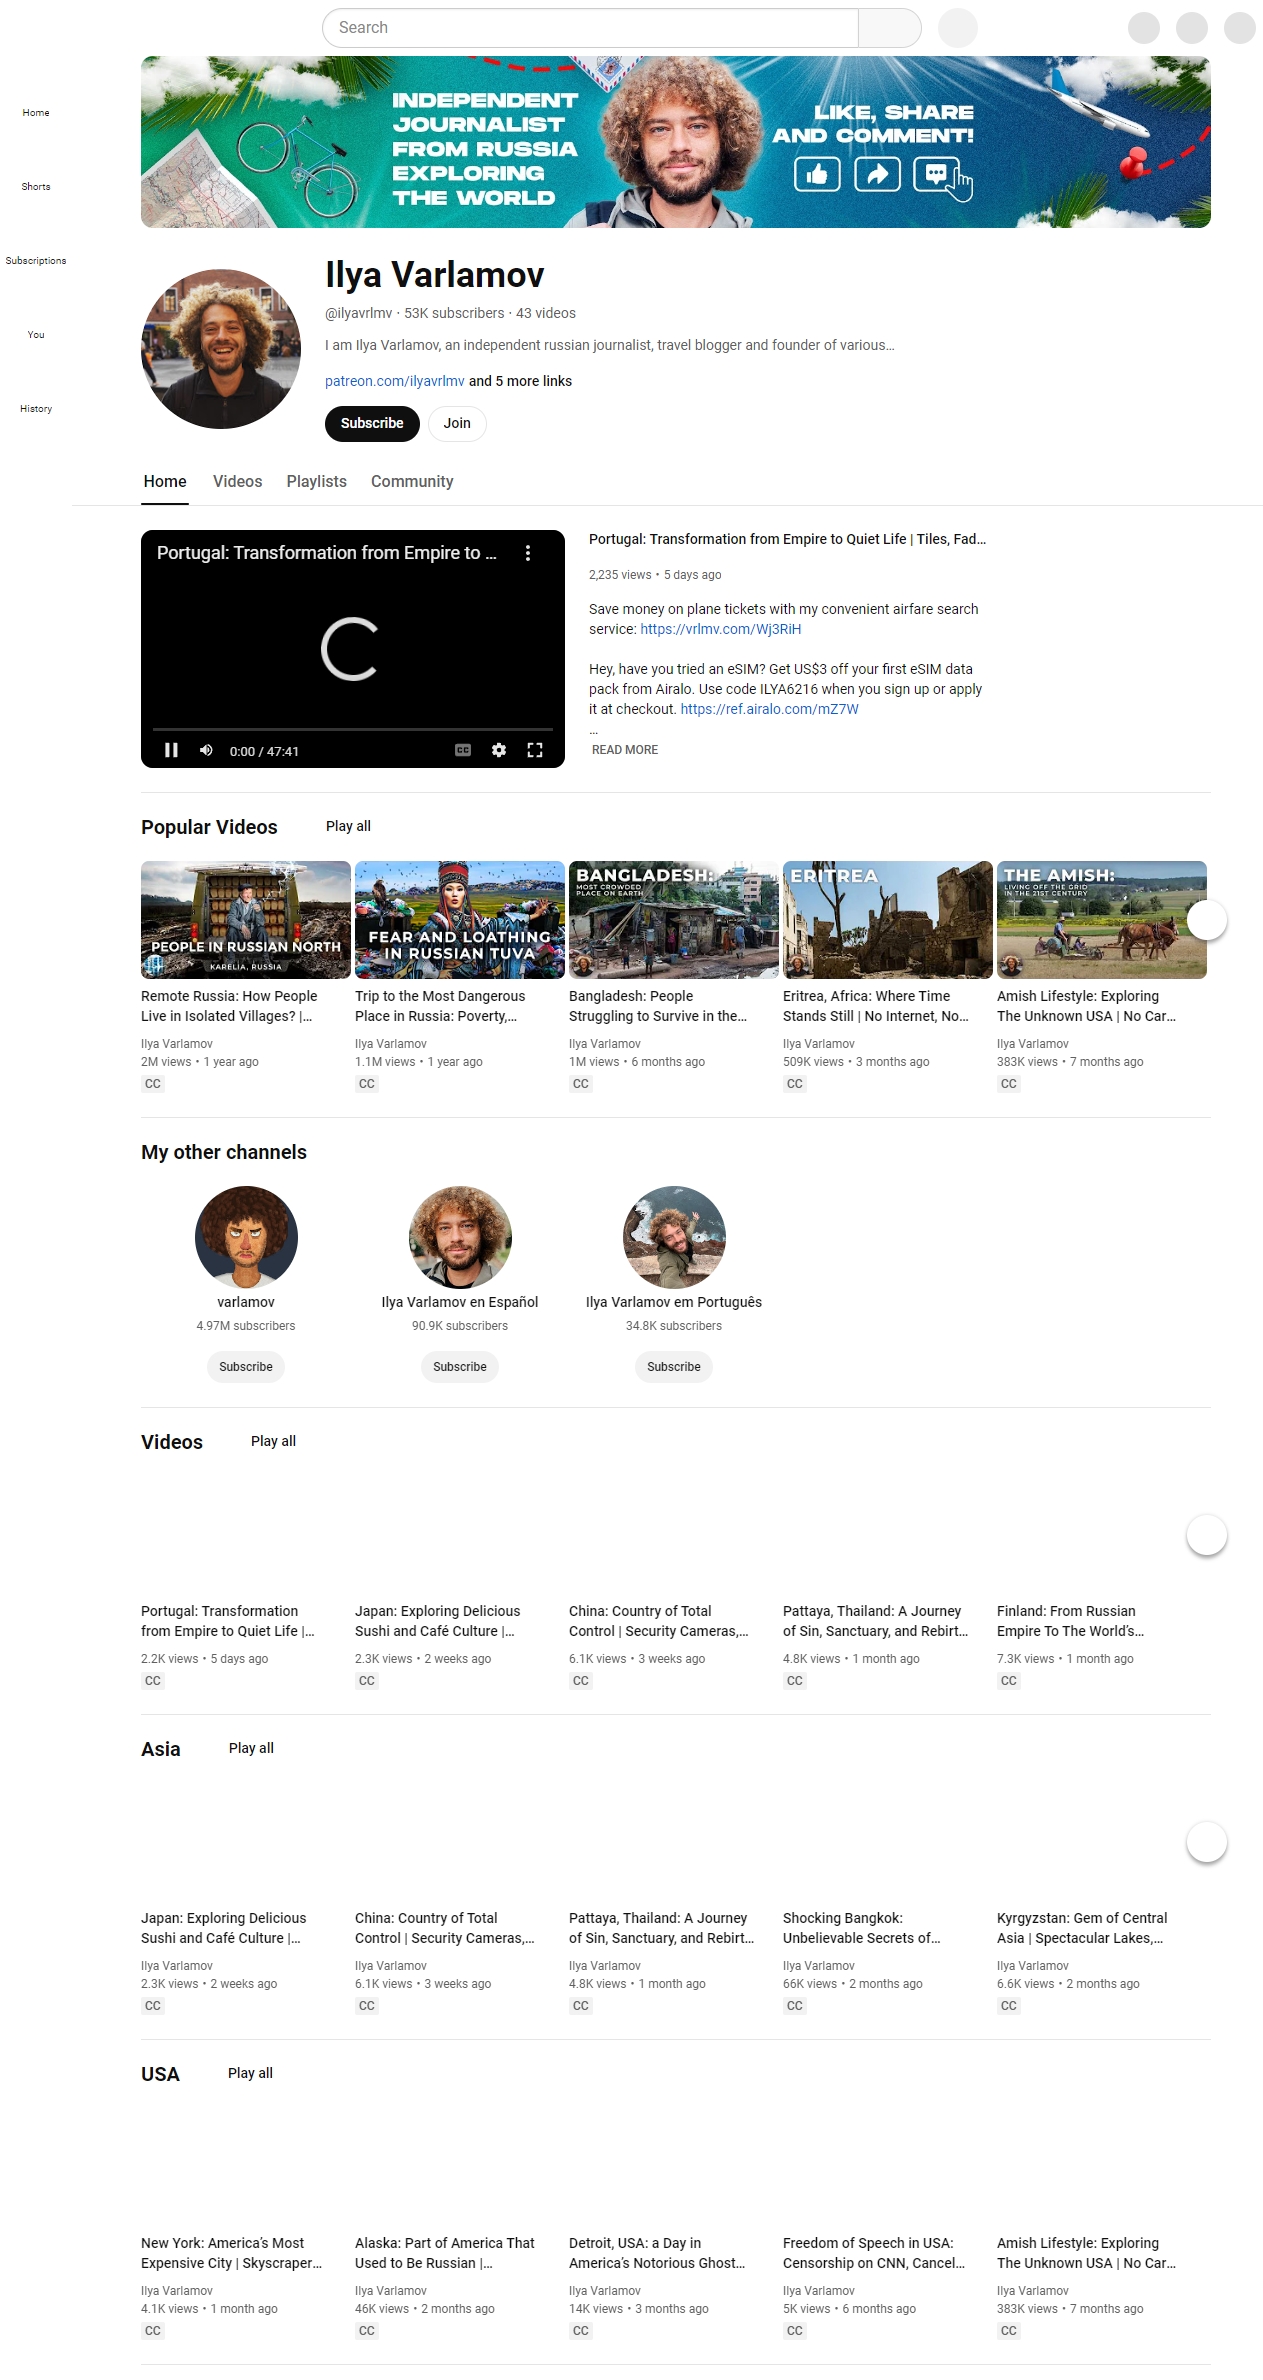 Search
Home
Shorts
Subscriptions
You
History
INDEPENDENT
JOURNALIST
FROM RUSSIA
EXPLORING
THE WORLD
LIKE, SHARE
AND COMMENT!
Ilya Varlamov
@ilyavrlmv · 53K subscribers · 43 videos
I am Ilya Varlamov, an independent russian journalist, travel blogger and founder of various…
patreon.com/ilyavrlmv and 5 more links
Subscribe
Join
Home
Videos
Playlists
Community
Portugal: Transformation from Empire to …
0:00 / 47:41
CC
Portugal: Transformation from Empire to Quiet Life | Tiles, Fad…
2,235 views • 5 days ago
Save money on plane tickets with my convenient airfare search
service: https://vrlmv.com/Wj3RiH
Hey, have you tried an eSIM? Get US$3 off your first eSIM data
pack from Airalo. Use code ILYA6216 when you sign up or apply
it at checkout. https://ref.airalo.com/mZ7W
…
READ MORE
Popular Videos
Play all
PEOPLE IN RUSSIAN NORTH
KARELIA, RUSSIA
Remote Russia: How People
Live in Isolated Villages? |…
Ilya Varlamov
2M views • 1 year ago
CC
FEAR AND LOATHING
IN RUSSIAN TUVA
Trip to the Most Dangerous
Place in Russia: Poverty,…
Ilya Varlamov
1.1M views • 1 year ago
CC
BANGLADESH:
MOST CROWDED
PLACE ON EARTH
Bangladesh: People
Struggling to Survive in the…
Ilya Varlamov
1M views • 6 months ago
CC
ERITREA
Eritrea, Africa: Where Time
Stands Still | No Internet, No…
Ilya Varlamov
509K views • 3 months ago
CC
THE AMISH:
LIVING OFF THE GRID
IN THE 21ST CENTURY
Amish Lifestyle: Exploring
The Unknown USA | No Car…
Ilya Varlamov
383K views • 7 months ago
CC
My other channels
varlamov
4.97M subscribers
Subscribe
Ilya Varlamov en Español
90.9K subscribers
Subscribe
Ilya Varlamov em Português
34.8K subscribers
Subscribe
Videos
Play all
Portugal: Transformation
from Empire to Quiet Life |…
2.2K views • 5 days ago
CC
Japan: Exploring Delicious
Sushi and Café Culture |…
2.3K views • 2 weeks ago
CC
China: Country of Total
Control | Security Cameras,…
6.1K views • 3 weeks ago
CC
Pattaya, Thailand: A Journey
of Sin, Sanctuary, and Rebirt…
4.8K views • 1 month ago
CC
Finland: From Russian
Empire To The World's…
7.3K views • 1 month ago
CC
Asia
Play all
Japan: Exploring Delicious
Sushi and Café Culture |…
Ilya Varlamov
2.3K views • 2 weeks ago
CC
China: Country of Total
Control | Security Cameras,…
Ilya Varlamov
6.1K views • 3 weeks ago
CC
Pattaya, Thailand: A Journey
of Sin, Sanctuary, and Rebirt…
Ilya Varlamov
4.8K views • 1 month ago
CC
Shocking Bangkok:
Unbelievable Secrets of…
Ilya Varlamov
66K views • 2 months ago
CC
Kyrgyzstan: Gem of Central
Asia | Spectacular Lakes,…
Ilya Varlamov
6.6K views • 2 months ago
CC
USA
Play all
New York: America's Most
Expensive City | Skyscraper…
Ilya Varlamov
4.1K views • 1 month ago
CC
Alaska: Part of America That
Used to Be Russian |…
Ilya Varlamov
46K views • 2 months ago
CC
Detroit, USA: a Day in
America's Notorious Ghost…
Ilya Varlamov
14K views • 3 months ago
CC
Freedom of Speech in USA:
Censorship on CNN, Cancel…
Ilya Varlamov
5K views • 6 months ago
CC
Amish Lifestyle: Exploring
The Unknown USA | No Car…
Ilya Varlamov
383K views • 7 months ago
CC